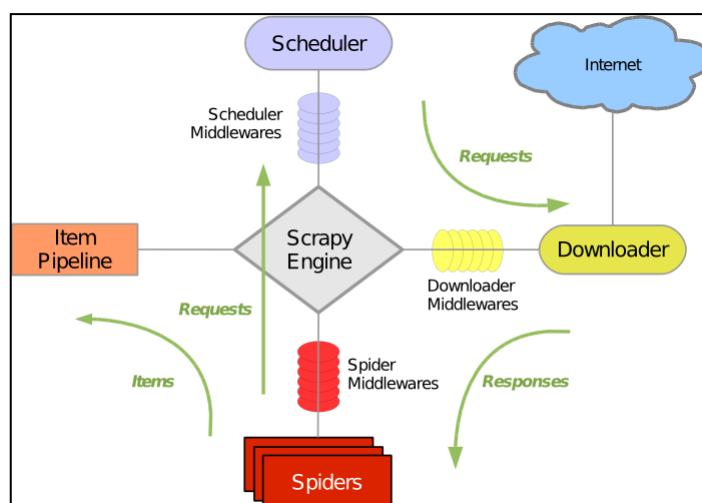 Scheduler
Internet
Scheduler
Middlewares
Requests
Item
Pipeline
Scrapy
Engine
Downloader
Downloader
Middlewares
Requests
Items
Spider
Middlewares
Responses
Spiders